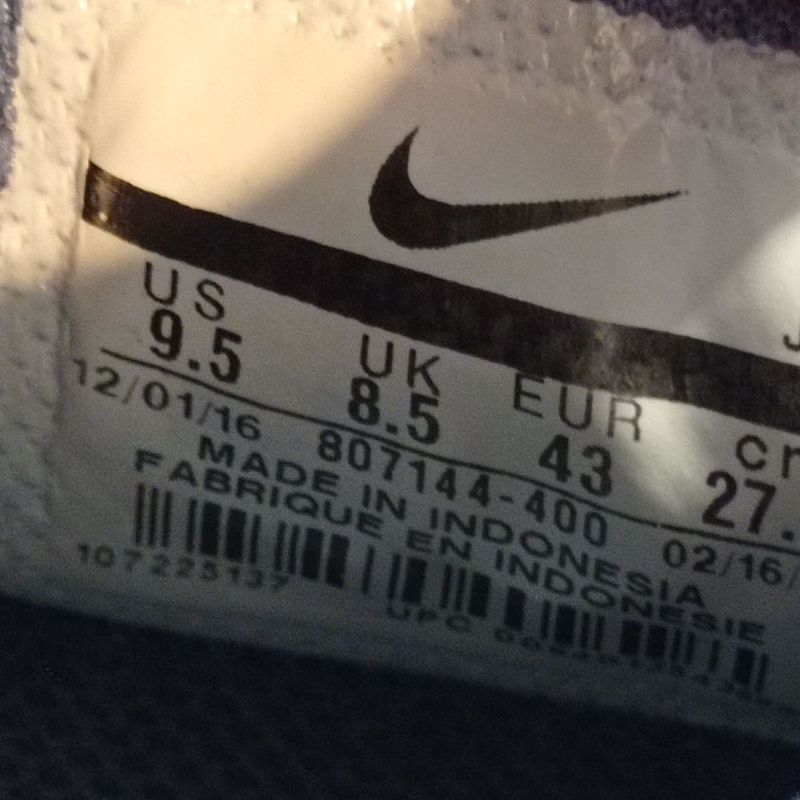 US UK EUR
9.5 8.5 43 27.
12/01/16 807144-400 02/16/
MADE IN INDONESIA
FABRIQUE EN INDONESIE
107225137
UPC